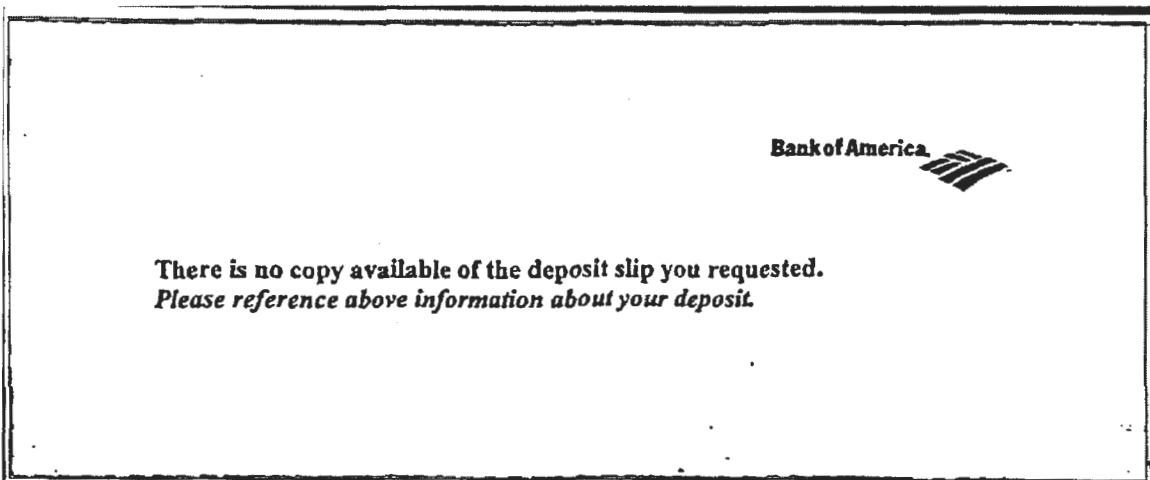 Bank of America
There is no copy available of the deposit slip you requested.
Please reference above information about your deposit.